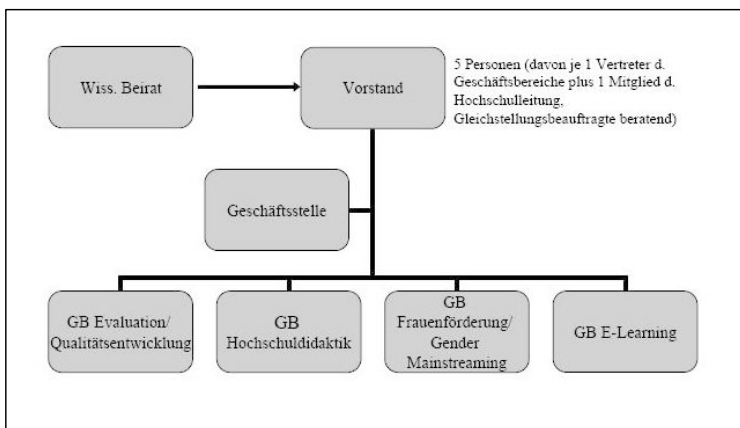 Wiss. Beirat
Vorstand
5 Personen (davon je 1 Vertreter d.
Geschäftsbereiche plus 1 Mitglied d.
Hochschulleitung,
Gleichstellungsbeauftragte beratend)
Geschäftsstelle
GB Evaluation/
Qualitätsentwicklung
GB
Hochschuldidaktik
GB
Frauenförderung/
Gender
Mainstreaming
GB E-Learning